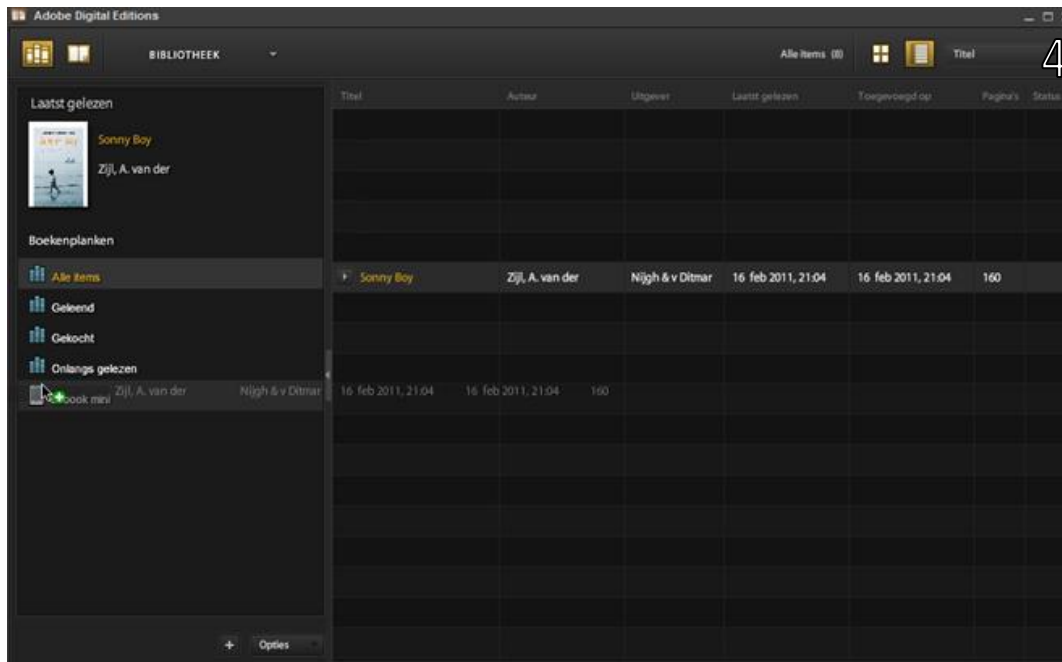 Adobe Digital Editions
BIBLIOTHEEK
Alle items (8)
Titel
4
Laatst gelezen
Sonny Boy
Zijl, A. van der
Boekenplanken
Alle items
Geleend
Gekocht
Onlangs gelezen
book mini Zijl, A. van der Nijgh & v Ditmar 16 feb 2011, 21:04 16 feb 2011, 21:04 160
Opties
Titel Auteur Uitgever Laatst gelezen Toegevoegd op Pagina's Status
Sonny Boy Zijl, A. van der Nijgh & v Ditmar 16 feb 2011, 21:04 16 feb 2011, 21:04 160